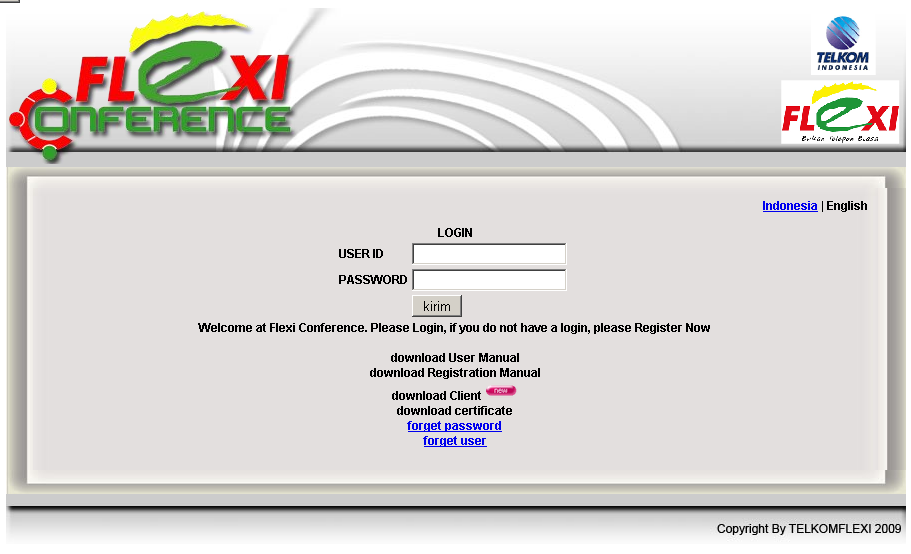 FLEXI
CONFERENCE
TELKOM
INDONESIA
FLEXI
Bukan Telepon Biasa
Indonesia | English
LOGIN
USER ID
PASSWORD
kirim
Welcome at Flexi Conference. Please Login, if you do not have a login, please Register Now
download User Manual
download Registration Manual
download Client new
download certificate
forget password
forget user
Copyright By TELKOMFLEXI 2009